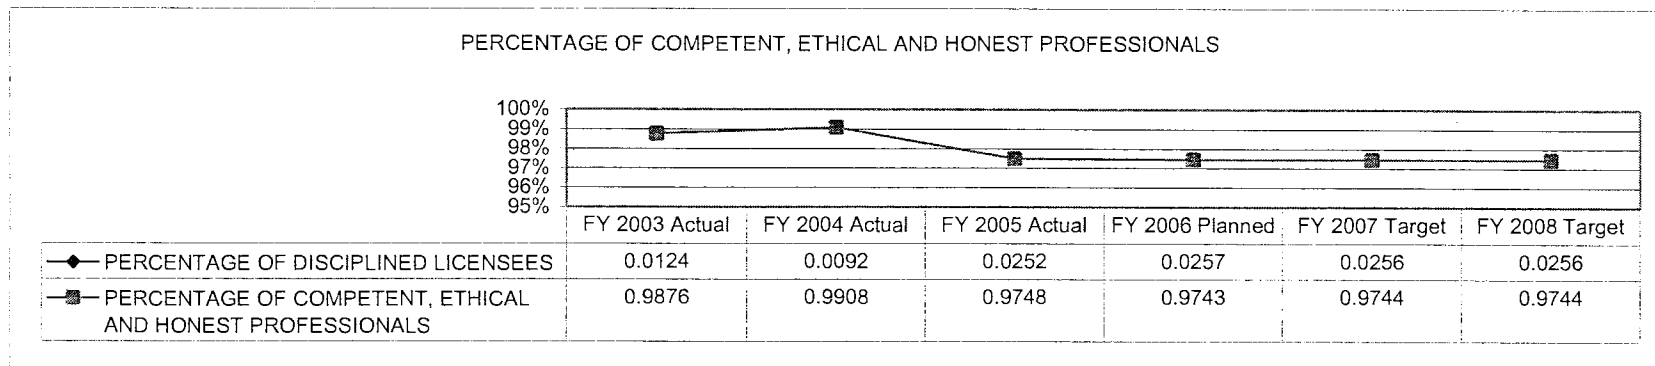 PERCENTAGE OF COMPETENT, ETHICAL AND HONEST PROFESSIONALS
100%
99%
98%
97%
96%
95%
FY 2003 Actual FY 2004 Actual FY 2005 Actual FY 2006 Planned FY 2007 Target FY 2008 Target
PERCENTAGE OF DISCIPLINED LICENSEES 0.0124 0.0092 0.0252 0.0257 0.0256 0.0256
PERCENTAGE OF COMPETENT, ETHICAL 0.9876 0.9908 0.9748 0.9743 0.9744 0.9744
AND HONEST PROFESSIONALS